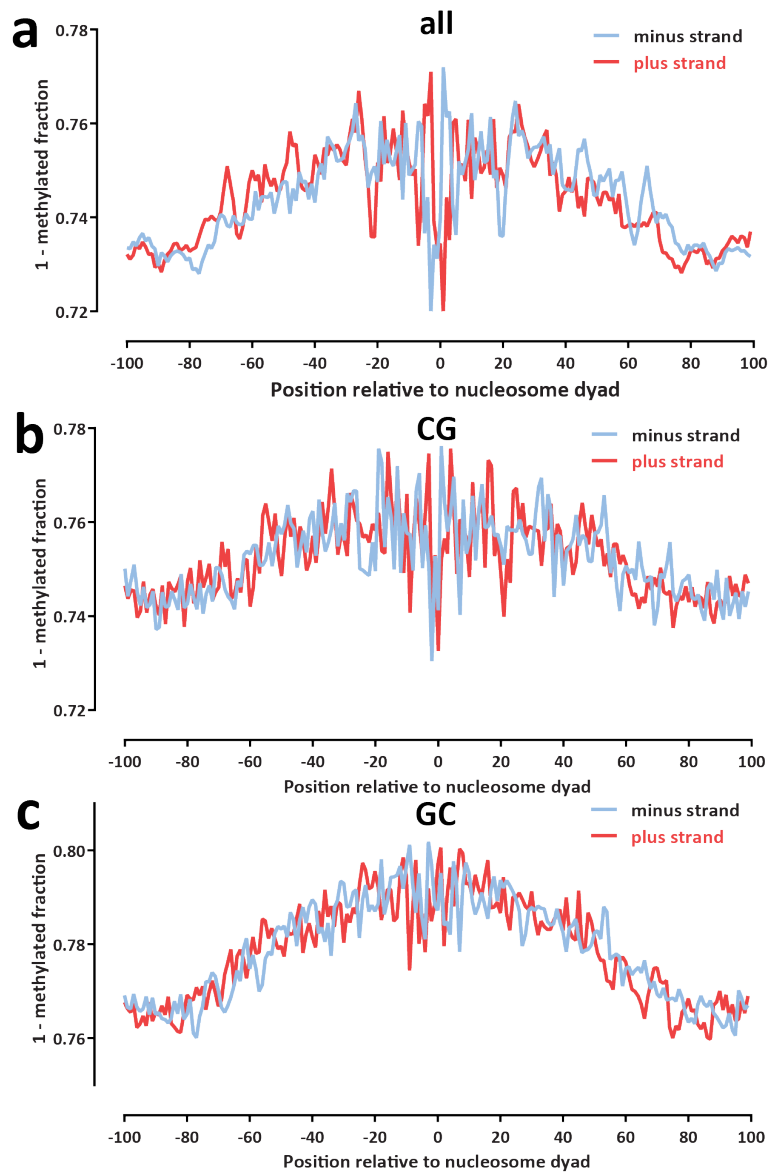 a
all
0.78
0.76
0.74
0.72
1 - methylated fraction
minus strand
plus strand
-100 -80 -60 -40 -20 0 20 40 60 80 100
Position relative to nucleosome dyad
b
CG
0.78
0.76
0.74
0.72
1 - methylated fraction
minus strand
plus strand
-100 -80 -60 -40 -20 0 20 40 60 80 100
Position relative to nucleosome dyad
c
GC
0.80
0.78
0.76
1 - methylated fraction
minus strand
plus strand
-100 -80 -60 -40 -20 0 20 40 60 80 100
Position relative to nucleosome dyad